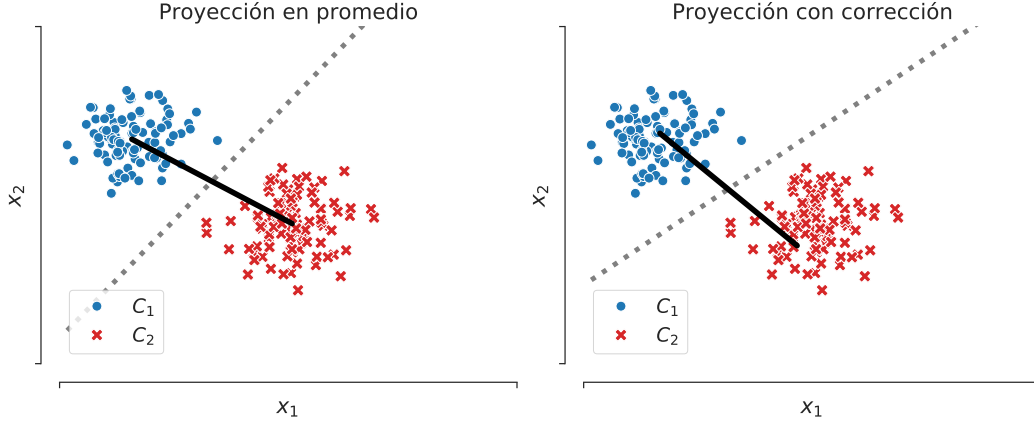 Proyección en promedio
x2
C1
C2
x1
Proyección con corrección
x2
C1
C2
x1